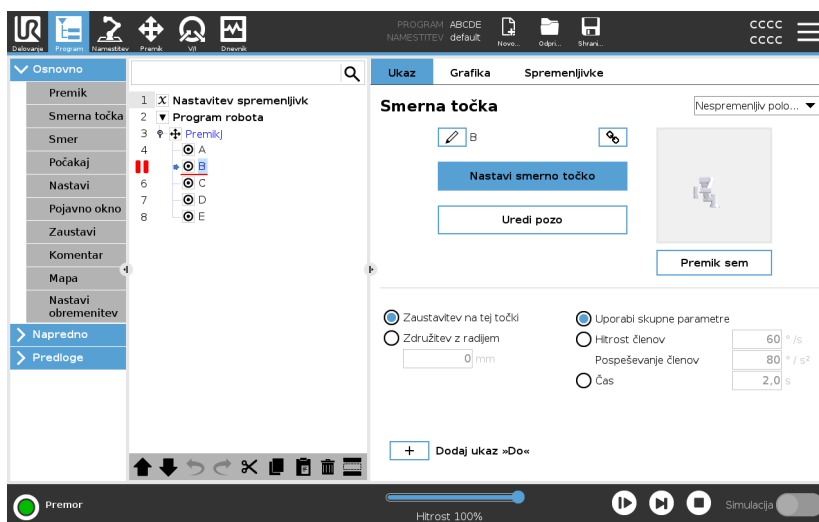 UR
PROGRAM ABCDE
NAMESTITEV default
cccc
cccc
Delovanje Program Namestitev Premik V/I Dnevnik Novo... Odpri... Shrani...
Osnovno
Premik
Smerna točka
Smer
Počakaj
Nastavi
Pojavno okno
Zaustavi
Komentar
Mapa
Nastavi
obremenitev
Napredno
Predloge
1 X Nastavitev spremenljivk
2 Program robota
3 PremikJ
4 A
B
6 C
7 D
8 E
Ukaz Grafika Spremenljivke
Smerna točka
Nespremenljiv polo...
B
Nastavi smerno točko
Uredi pozo
Premik sem
Zaustavitev na tej točki
Združitev z radijem
0 mm
Uporabi skupne parametre
Hitrost členov 60 ° /s
Pospeševanje členov 80 ° / s²
Čas 2,0 s
+ Dodaj ukaz »Do«
Premor
Hitrost 100%
Simulacija